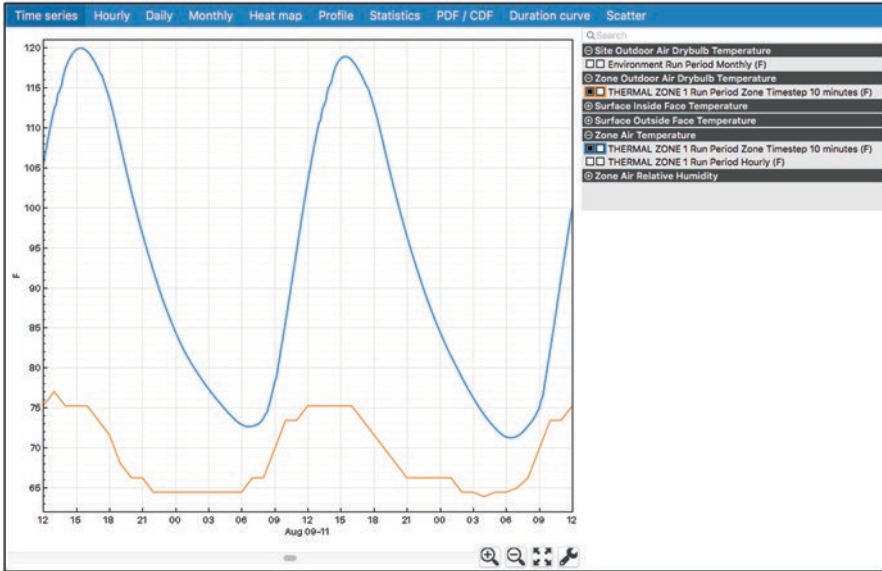 Time series Hourly Daily Monthly Heat map Profile Statistics PDF / CDF Duration curve Scatter
Search
Site Outdoor Air Drybulb Temperature
Environment Run Period Monthly (F)
Zone Outdoor Air Drybulb Temperature
THERMAL ZONE 1 Run Period Zone Timestep 10 minutes (F)
Surface Inside Face Temperature
Surface Outside Face Temperature
Zone Air Temperature
THERMAL ZONE 1 Run Period Zone Timestep 10 minutes (F)
THERMAL ZONE 1 Run Period Hourly (F)
Zone Air Relative Humidity
120
115
110
105
100
95
90
85
80
75
70
65
F
12 15 18 21 00 03 06 09 12 15 18 21 00 03 06 09 12
Aug 09-11